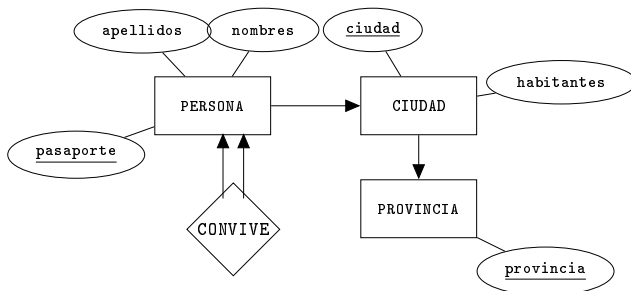 apellidos
nombres
ciudad
PERSONA
CIUDAD
habitantes
pasaporte
PROVINCIA
CONVIVE
provincia